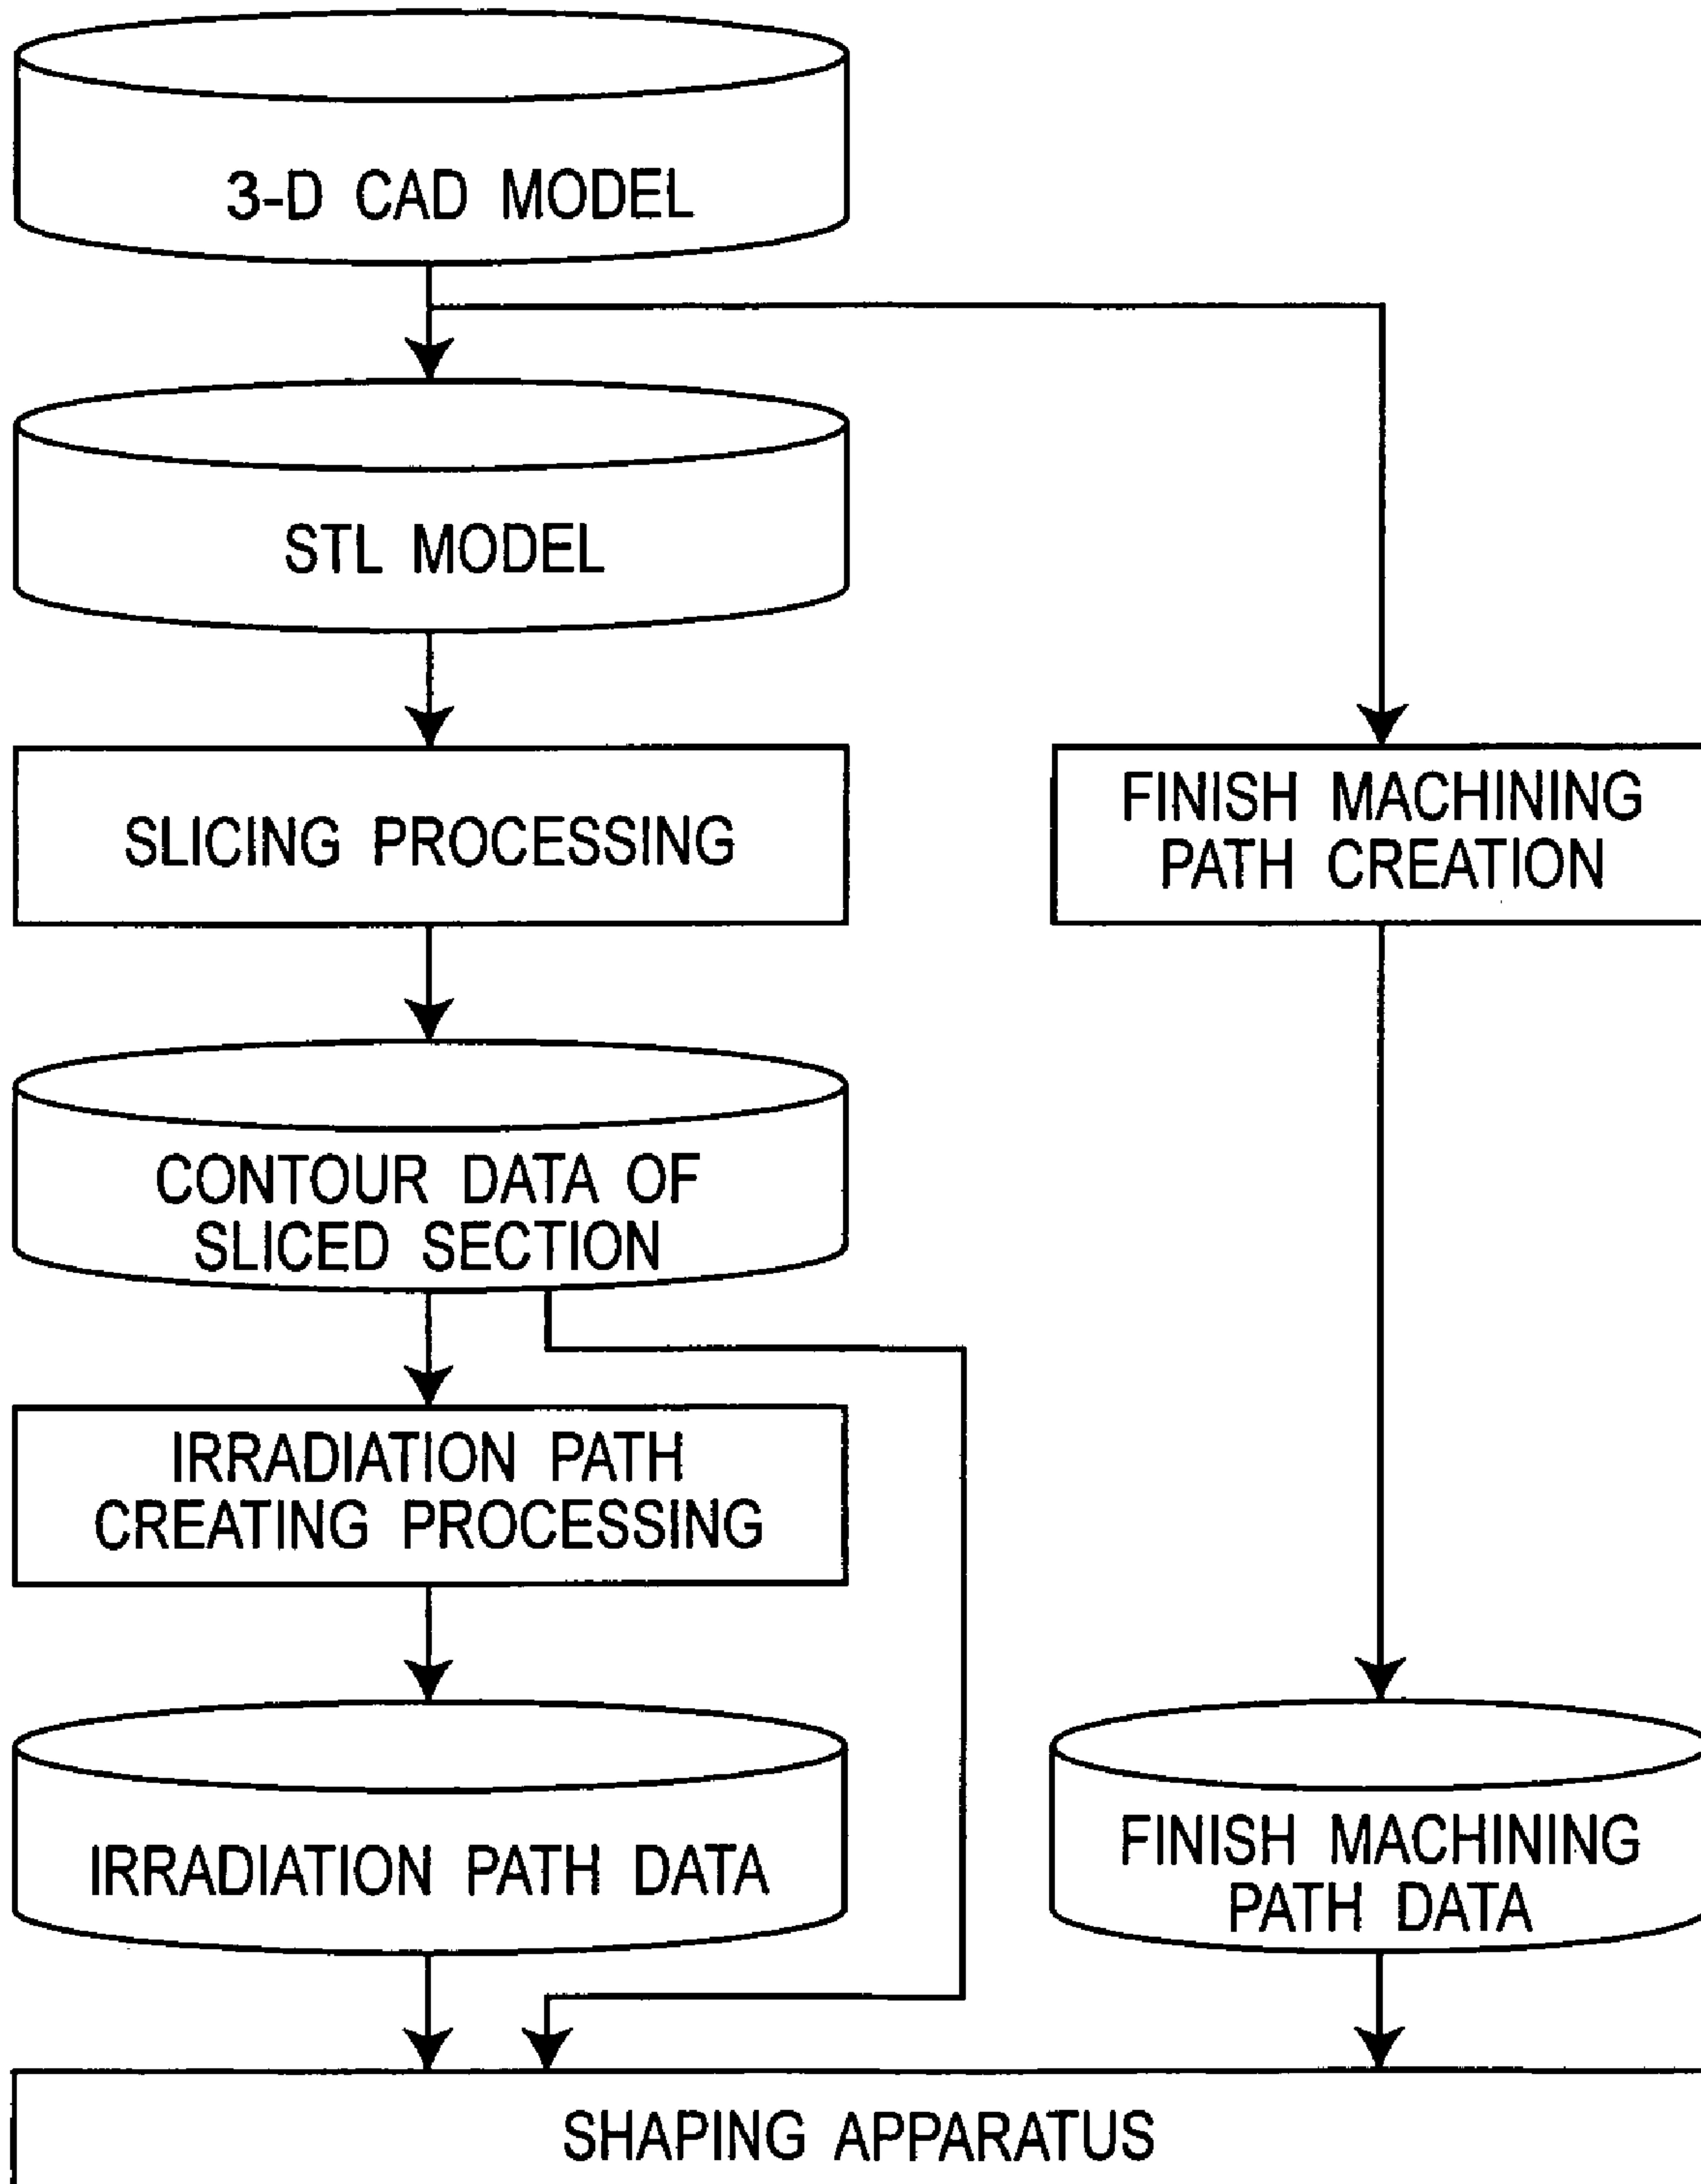 3-D CAD MODEL
STL MODEL
SLICING PROCESSING
FINISH MACHINING
PATH CREATION
CONTOUR DATA OF
SLICED SECTION
IRRADIATION PATH
CREATING PROCESSING
IRRADIATION PATH DATA
FINISH MACHINING
PATH DATA
SHAPING APPARATUS